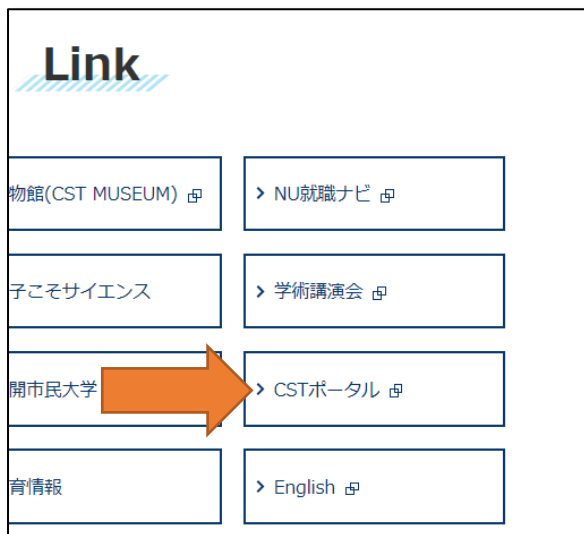 Link
物館(CST MUSEUM)
NU就職ナビ
子こそサイエンス
学術講演会
開市民大学
CSTポータル
育情報
English